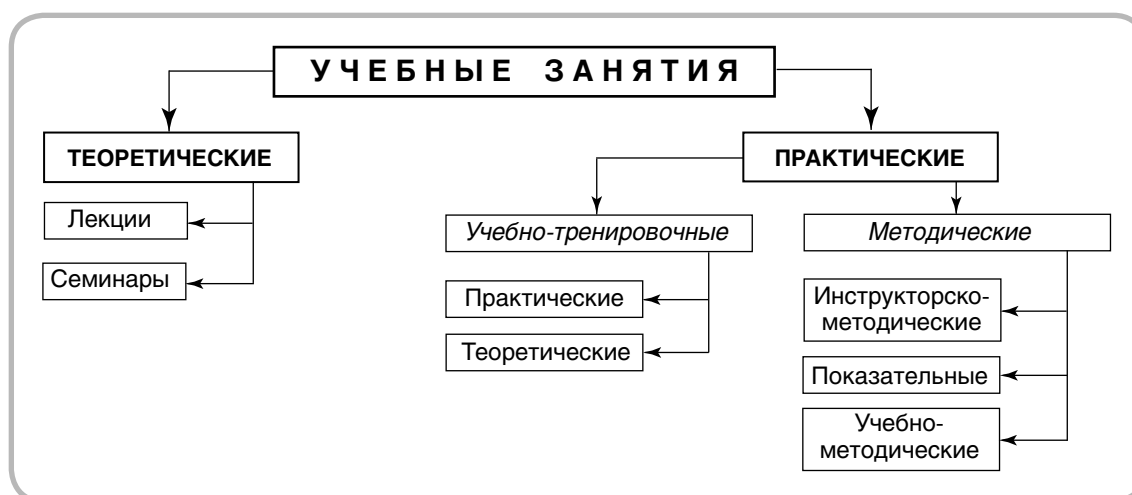 УЧЕБНЫЕ ЗАНЯТИЯ
ТЕОРЕТИЧЕСКИЕ
Лекции
Семинары
ПРАКТИЧЕСКИЕ
Учебно-тренировочные
Практические
Теоретические
Методические
Инструкторско-
методические
Показательные
Учебно-
методические